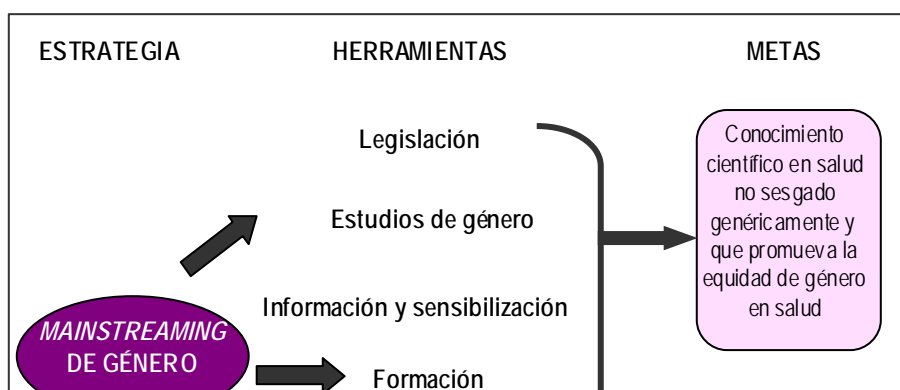 ESTRATEGIA
HERRAMIENTAS
METAS
Legislación
Estudios de género
Información y sensibilización
Formación
MAINSTREAMING
DE GÉNERO
Conocimiento
científico en salud
no sesgado
genéricamente y
que promueva la
equidad de género
en salud